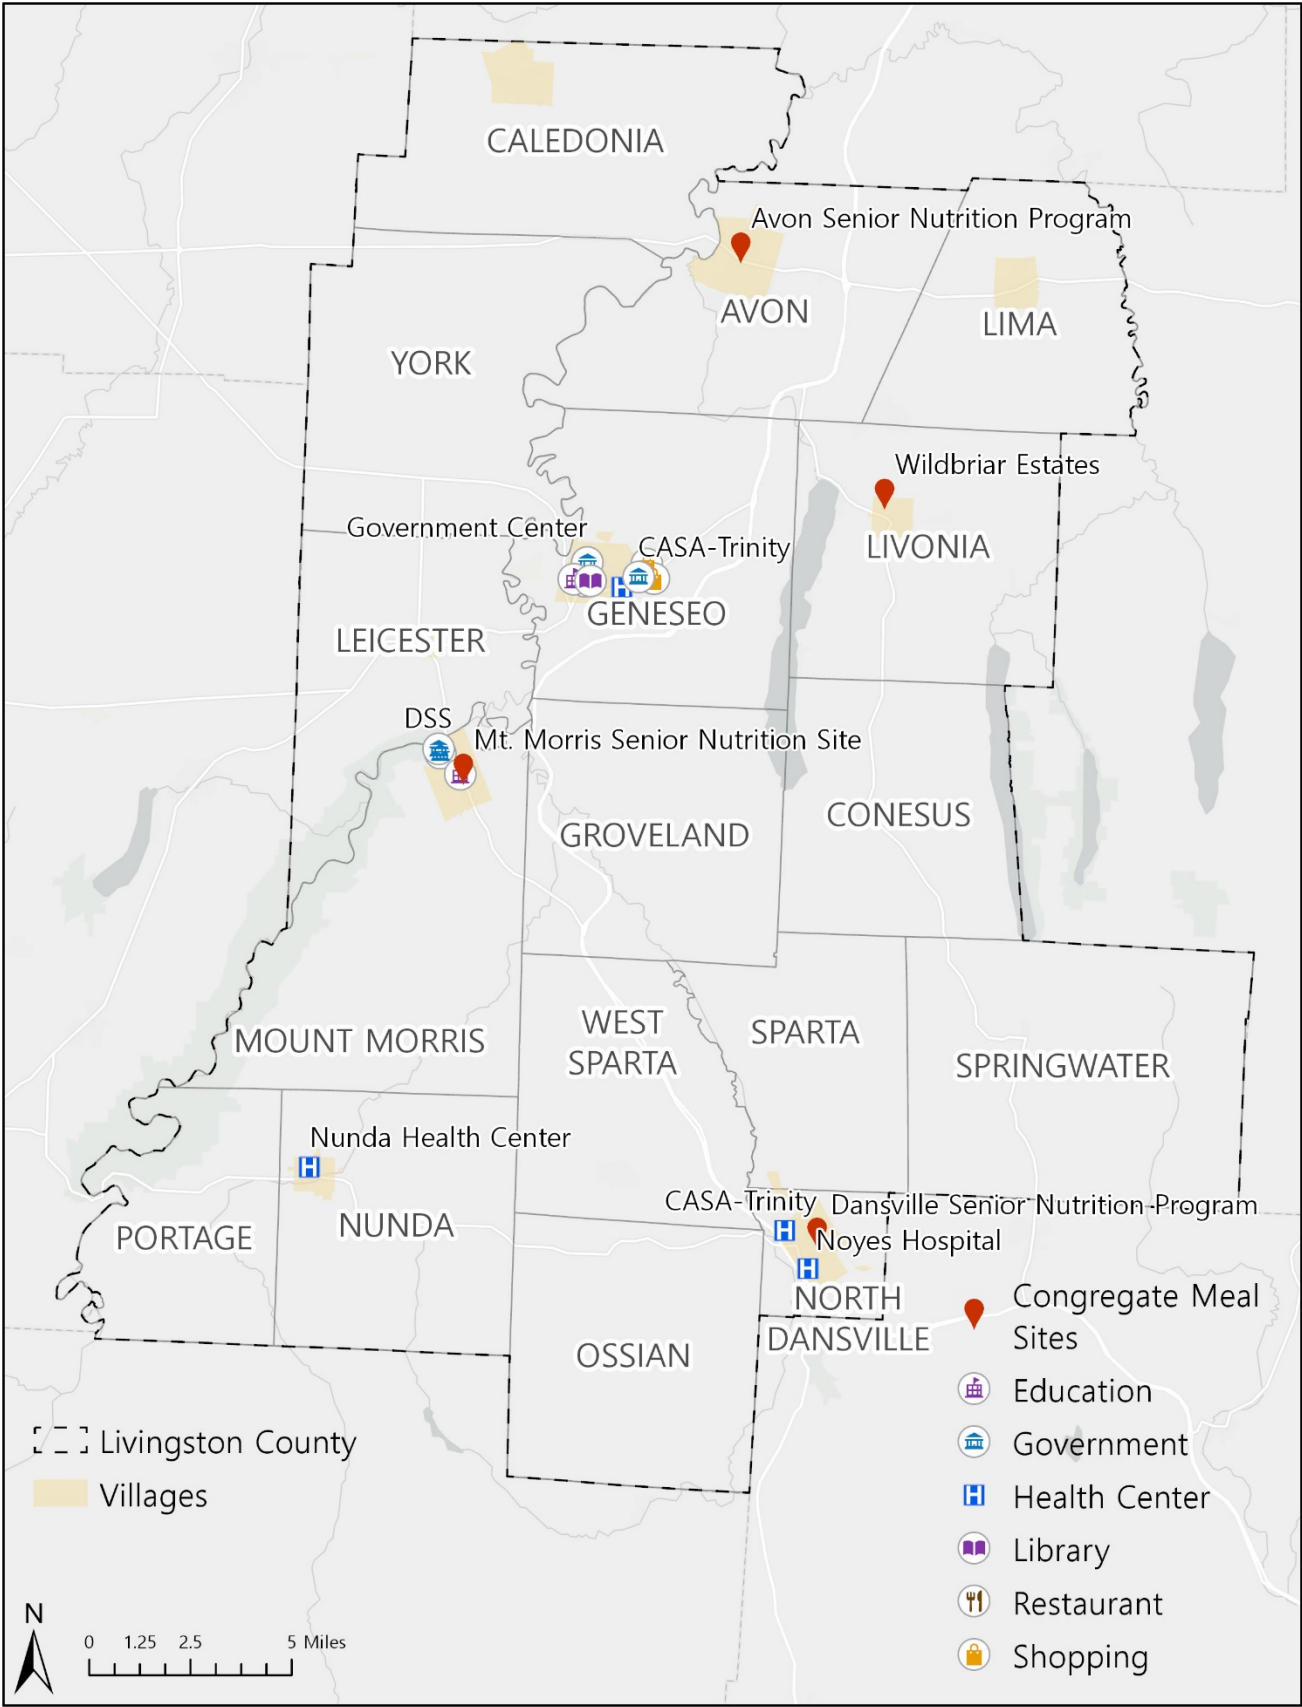 CALEDONIA
Avon Senior Nutrition Program
AVON
LIMA
YORK
Wildbriar Estates
Government Center
CASA-Trinity
LIVONIA
GENESEO
LEICESTER
DSS
Mt. Morris Senior Nutrition Site
CONESUS
GROVELAND
WEST
SPARTA
SPARTA
MOUNT MORRIS
SPRINGWATER
Nunda Health Center
CASA-Trinity
Dansville Senior Nutrition Program
PORTAGE
NUNDA
Noyes Hospital
NORTH
DANSVILLE
OSSIAN
Congregate Meal
Sites
Education
Government
Health Center
Library
Restaurant
Shopping
Livingston County
Villages
N
0 1.25 2.5 5 Miles